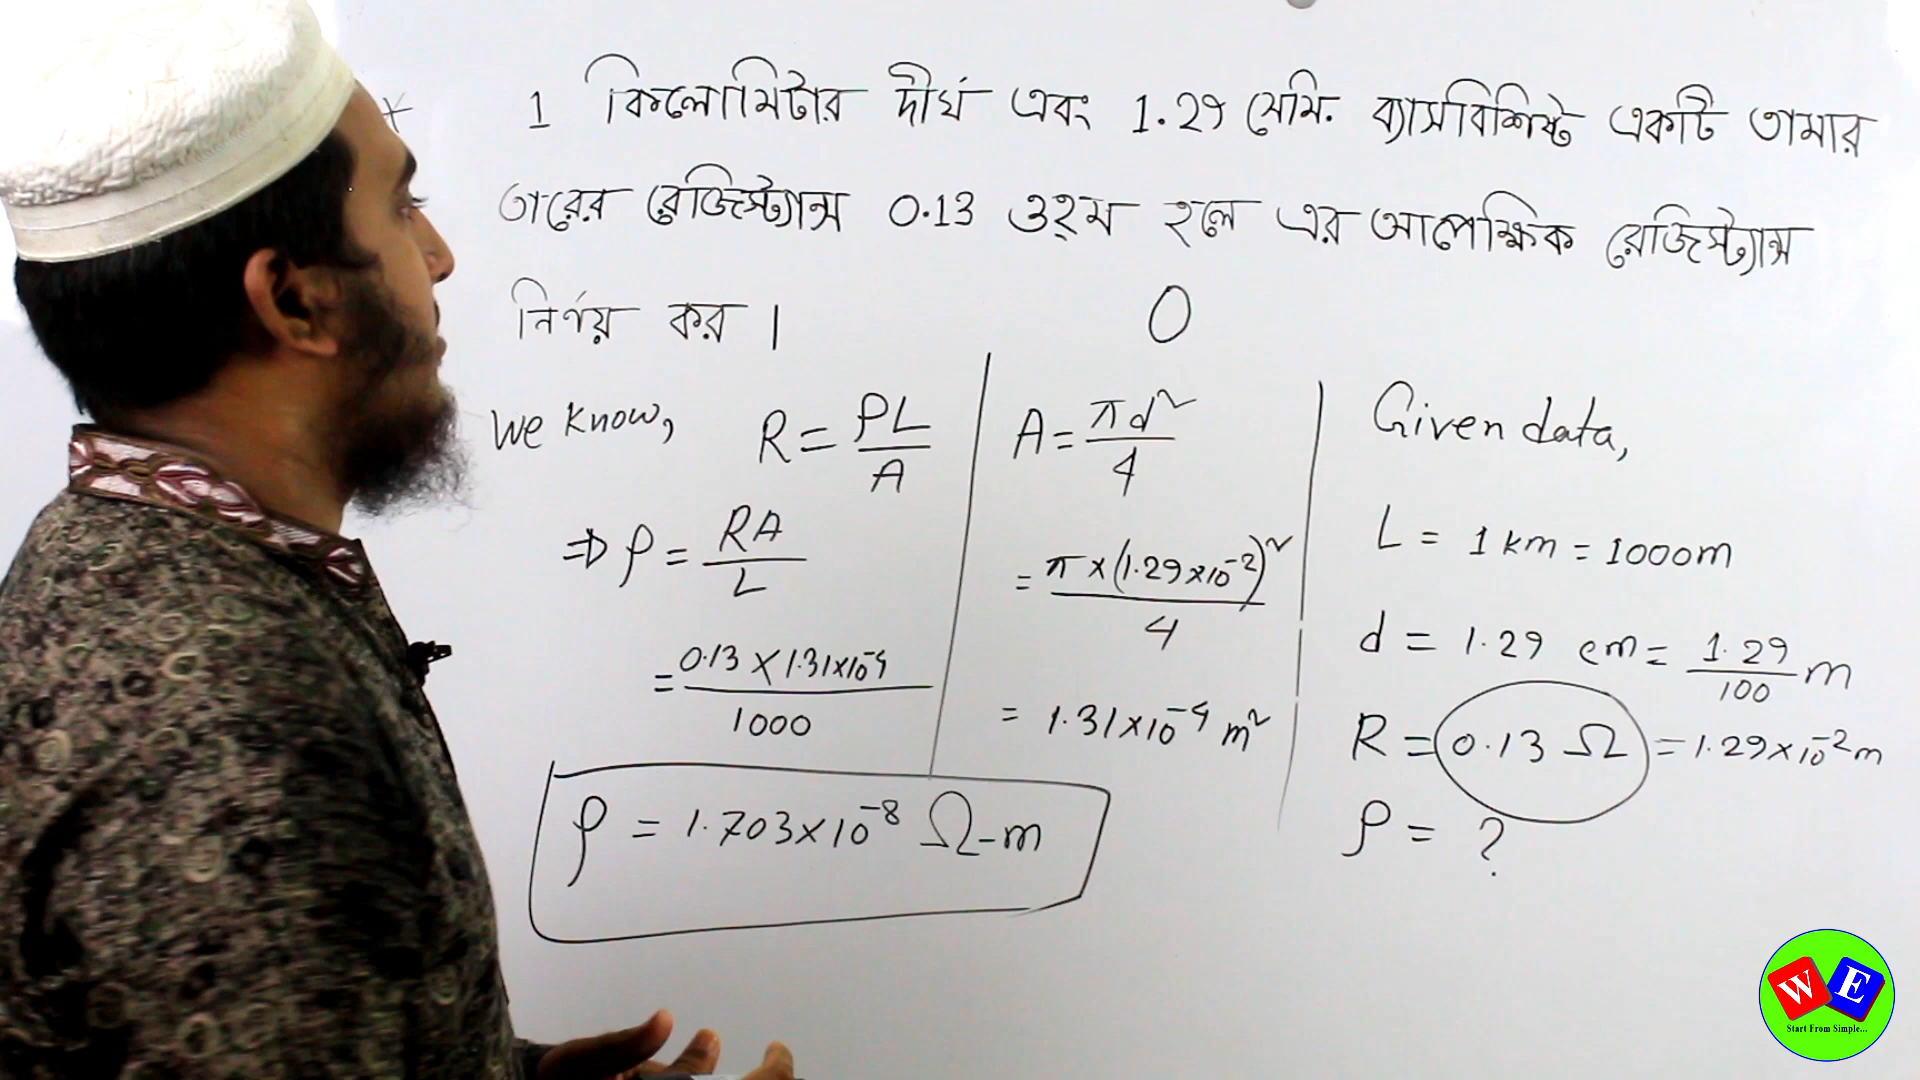 * 1 কিলোমিটার দীর্ঘ এবং 1.29 সেমি. ব্যাসবিশিষ্ট একটি তামার
তারের রেজিস্ট্যান্স 0.13 ওহম হলে এর আপেক্ষিক রেজিস্ট্যান্স
নির্ণয় কর।
We know, R = ρL/A
⇒ ρ = RA/L
= 0.13 × 1.31×10⁻⁴ / 1000
ρ = 1.703×10⁻⁸ Ω-m
A = πd²/4
= π × (1.29×10⁻²)² / 4
= 1.31×10⁻⁴ m²
Given data,
L = 1 km = 1000m
d = 1.29 cm = 1.29/100 m
= 1.29×10⁻² m
R = 0.13 Ω
ρ = ?
W E
Start From Simple...